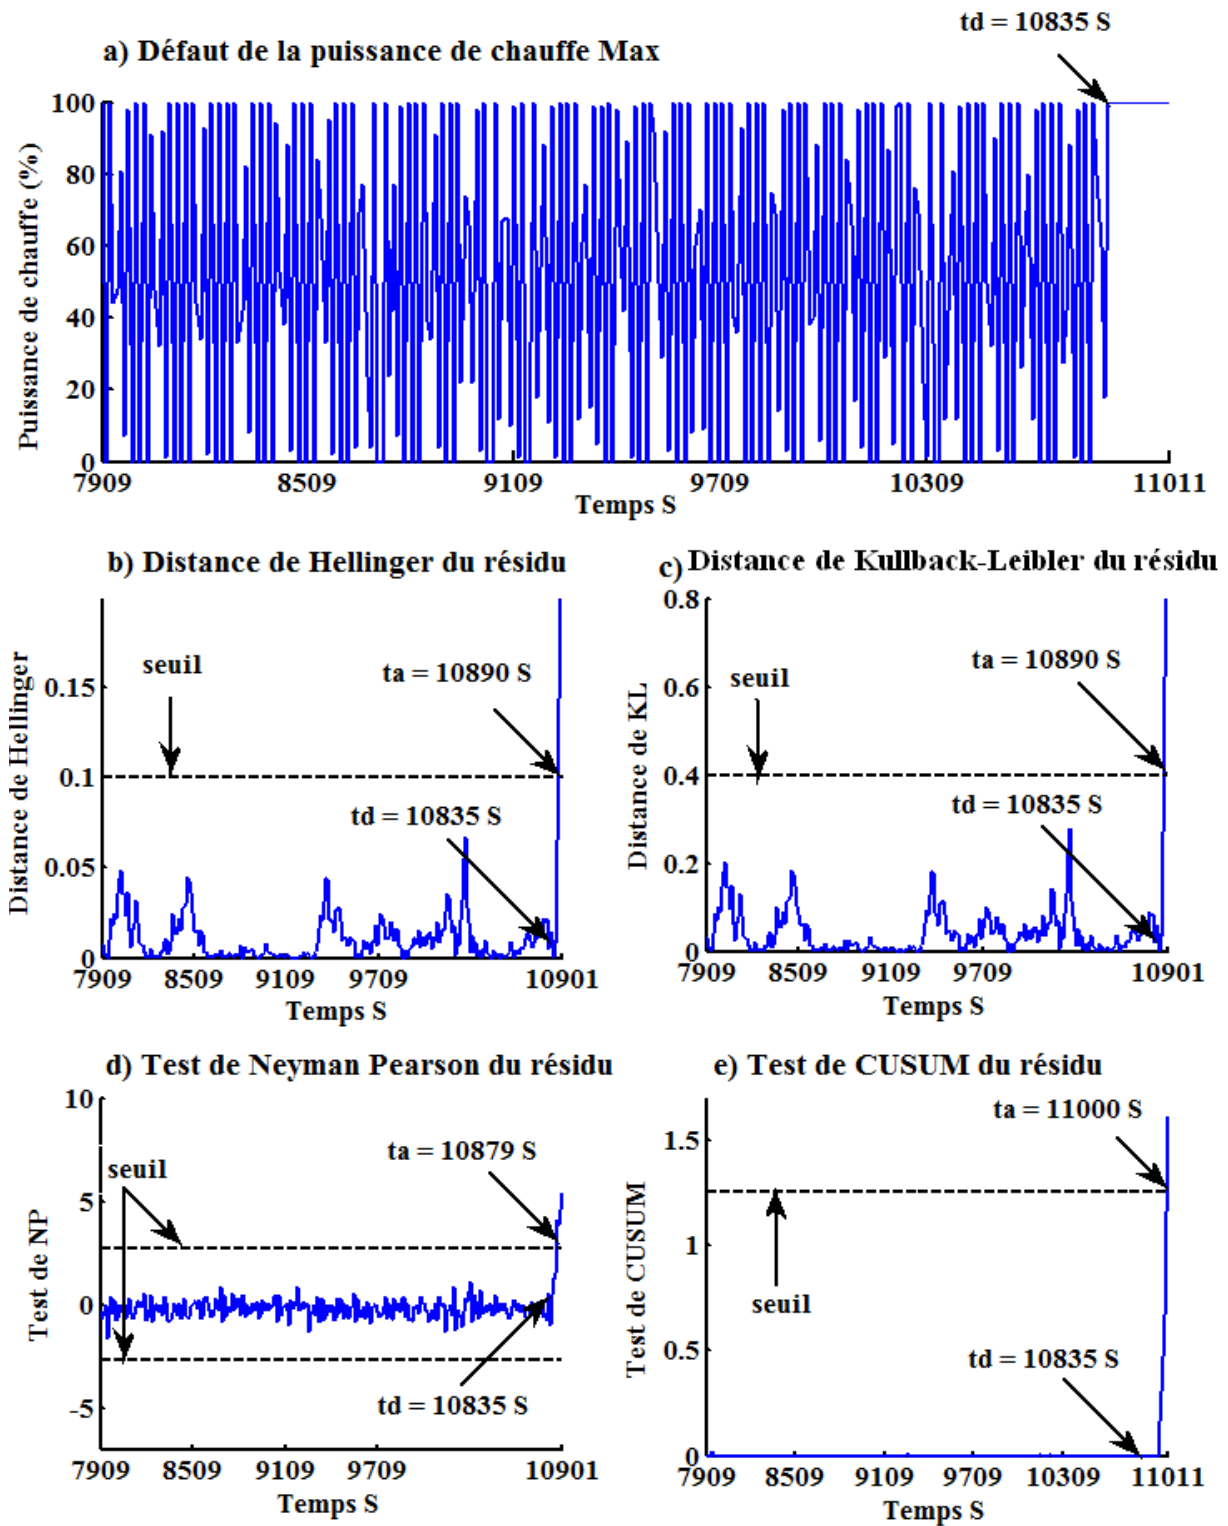 td = 10835 S
a) Défaut de la puissance de chauffe Max
Puissance de chauffe (%)
100
80
60
40
20
0
7909 8509 9109 9709 10309 11011
Temps S
b) Distance de Hellinger du résidu
Distance de Hellinger
0.15
0.1
0.05
0
seuil
ta = 10890 S
td = 10835 S
7909 8509 9109 9709 10901
Temps S
c) Distance de Kullback-Leibler du résidu
Distance de KL
0.8
0.6
0.4
0.2
0
seuil
ta = 10890 S
td = 10835 S
7909 8509 9109 9709 10901
Temps S
d) Test de Neyman Pearson du résidu
Test de NP
10
5
0
-5
seuil
ta = 10879 S
td = 10835 S
7909 8509 9109 9709 10901
Temps S
e) Test de CUSUM du résidu
Test de CUSUM
1.5
1
0.5
0
ta = 11000 S
seuil
td = 10835 S
7909 8509 9109 9709 10309 11011
Temps S